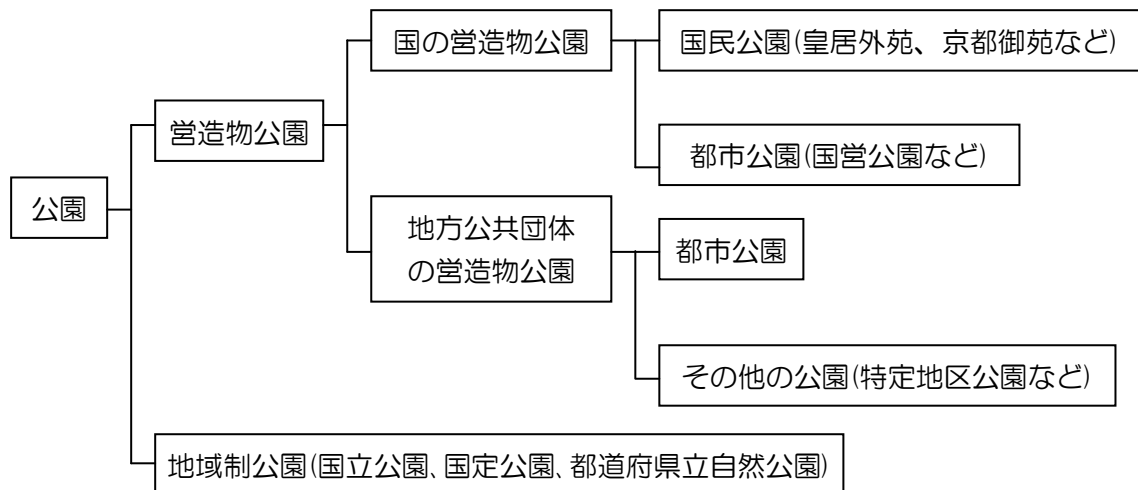 国の営造物公園
国民公園(皇居外苑、京都御苑など)
営造物公園
都市公園(国営公園など)
公園
地方公共団体
の営造物公園
都市公園
その他の公園(特定地区公園など)
地域制公園(国立公園、国定公園、都道府県立自然公園)